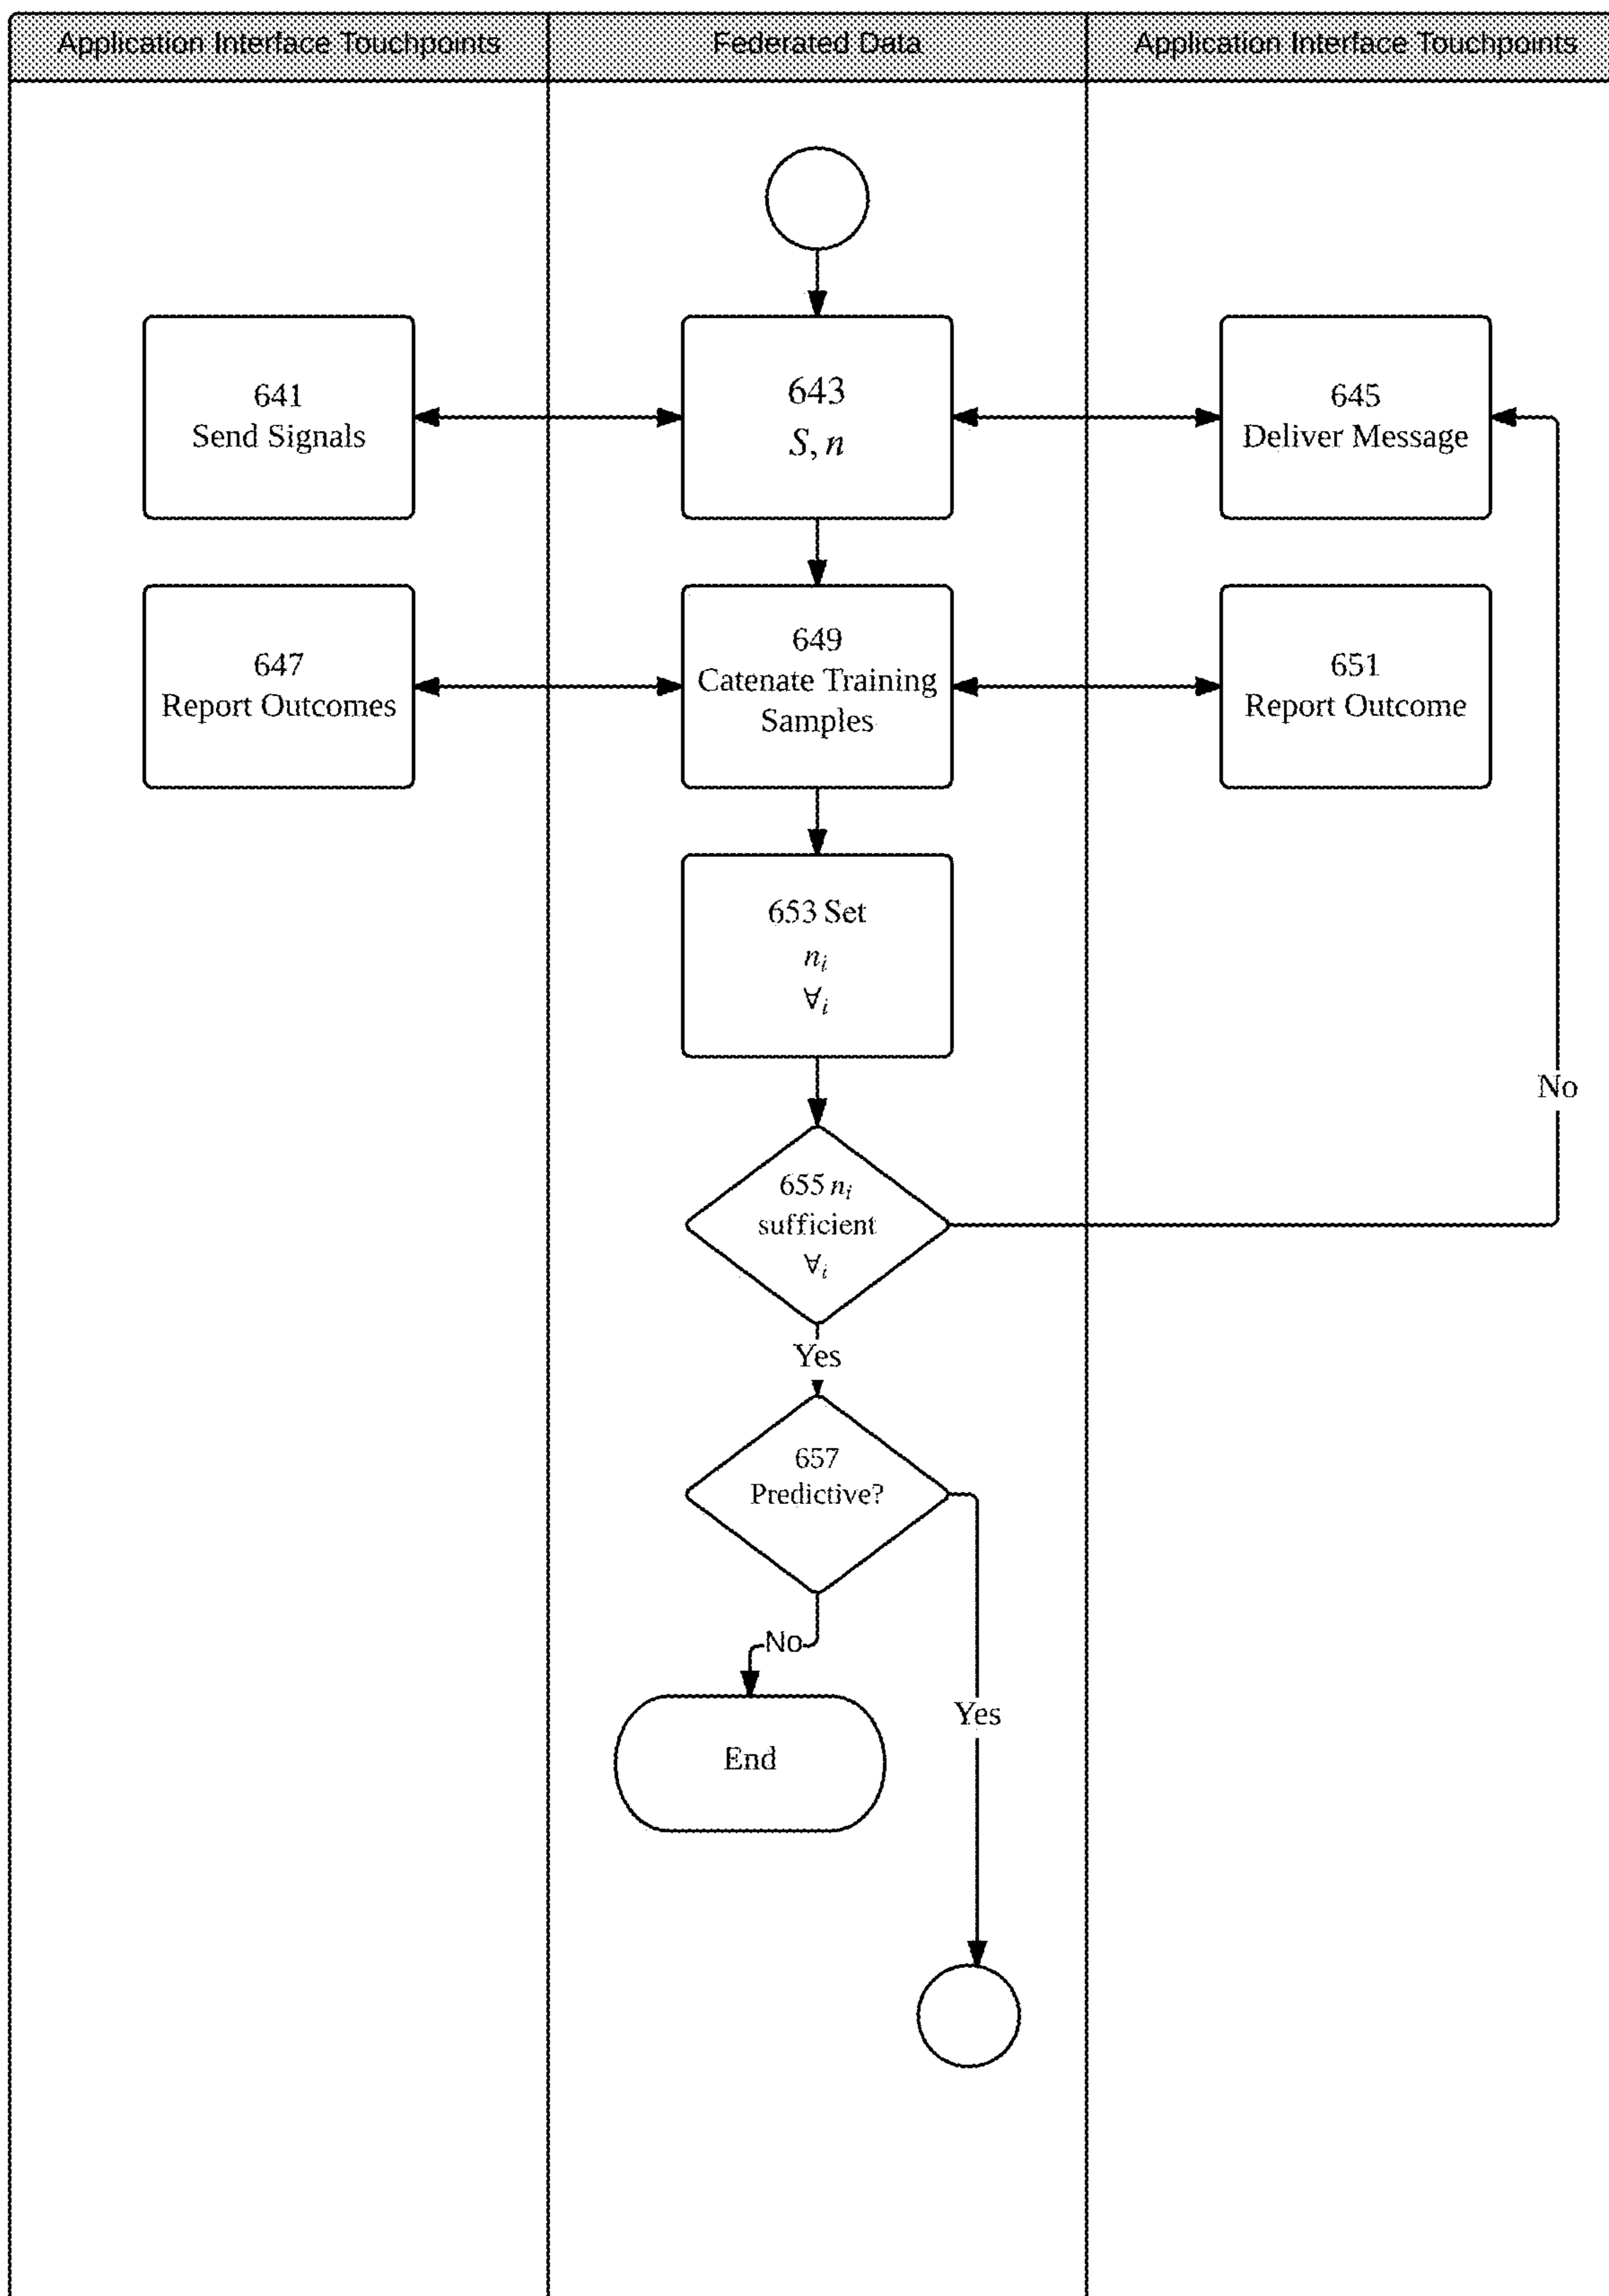 Application Interface Touchpoints
Federated Data
Application Interface Touchpoints
641
Send Signals
643
S, n
645
Deliver Message
647
Report Outcomes
649
Catenate Training
Samples
651
Report Outcome
653 Set
nᵢ
∀ᵢ
No
655 nᵢ
sufficient
∀ᵢ
Yes
657
Predictive?
No
Yes
End